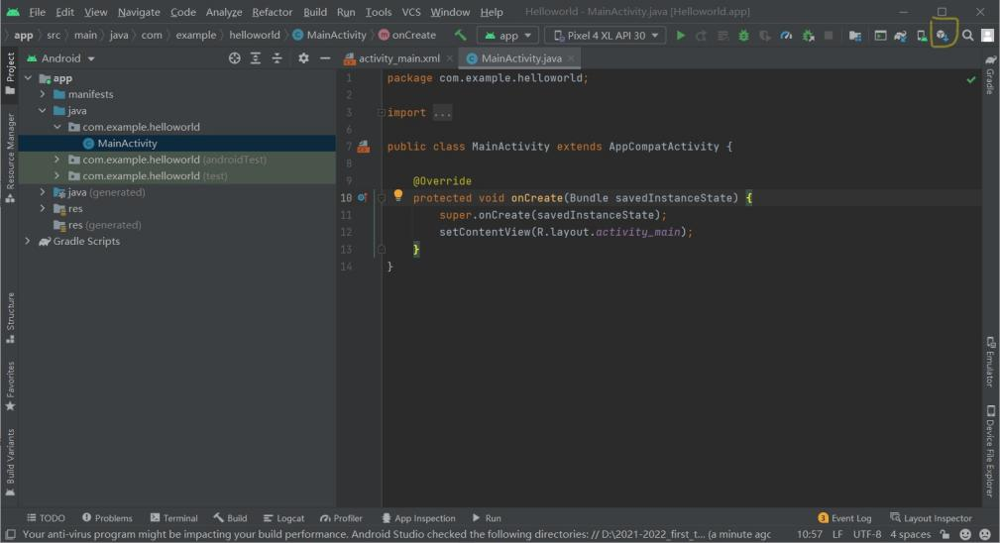 File Edit View Navigate Code Analyze Refactor Build Run Tools VCS Window Help Helloworld - MainActivity.java [Helloworld.app]
app src main java com example helloworld MainActivity onCreate app Pixel 4 XL API 30
Project
Resource Manager
Structure
Favorites
Build Variants
Android
app
manifests
java
com.example.helloworld
MainActivity
com.example.helloworld (androidTest)
com.example.helloworld (test)
java (generated)
res
res (generated)
Gradle Scripts
activity_main.xml MainActivity.java
1 package com.example.helloworld;
2
3 import ...
6
7 public class MainActivity extends AppCompatActivity {
8
9 @Override
10 protected void onCreate(Bundle savedInstanceState) {
11 super.onCreate(savedInstanceState);
12 setContentView(R.layout.activity_main);
13 }
14 }
Gradle
Emulator
Device File Explorer
TODO Problems Terminal Build Logcat Profiler App Inspection Run 3 Event Log Layout Inspector
Your anti-virus program might be impacting your build performance. Android Studio checked the following directories: // D:\2021-2022_first_t... (a minute agc 10:57 LF UTF-8 4 spaces